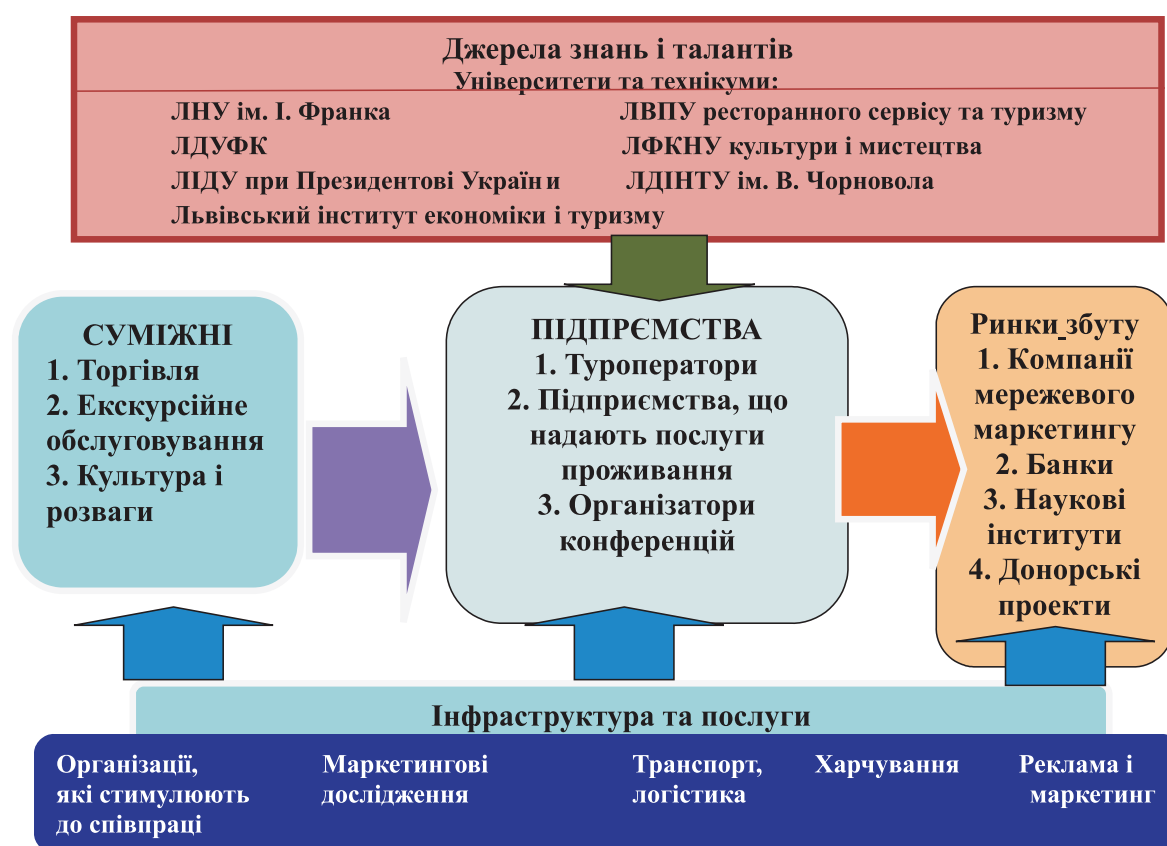 Джерела знань і талантів
Університети та технікуми:
ЛНУ ім. І. Франка
ЛВПУ ресторанного сервісу та туризму
ЛДУФК
ЛФКНУ культури і мистецтва
ЛІДУ при Президентові України
ЛДІНТУ ім. В. Чорновола
Львівський інститут економіки і туризму
СУМІЖНІ
1. Торгівля
2. Екскурсійне
обслуговування
3. Культура і
розваги
ПІДПРЄМСТВА
1. Туроператори
2. Підприємства, що
надають послуги
проживання
3. Організатори
конференцій
Ринки збуту
1. Компанії
мережевого
маркетингу
2. Банки
3. Наукові
інститути
4. Донорські
проекти
Інфраструктура та послуги
Організації,
які стимулюють
до співпраці
Маркетингові
дослідження
Транспорт,
логістика
Харчування
Реклама і
маркетинг